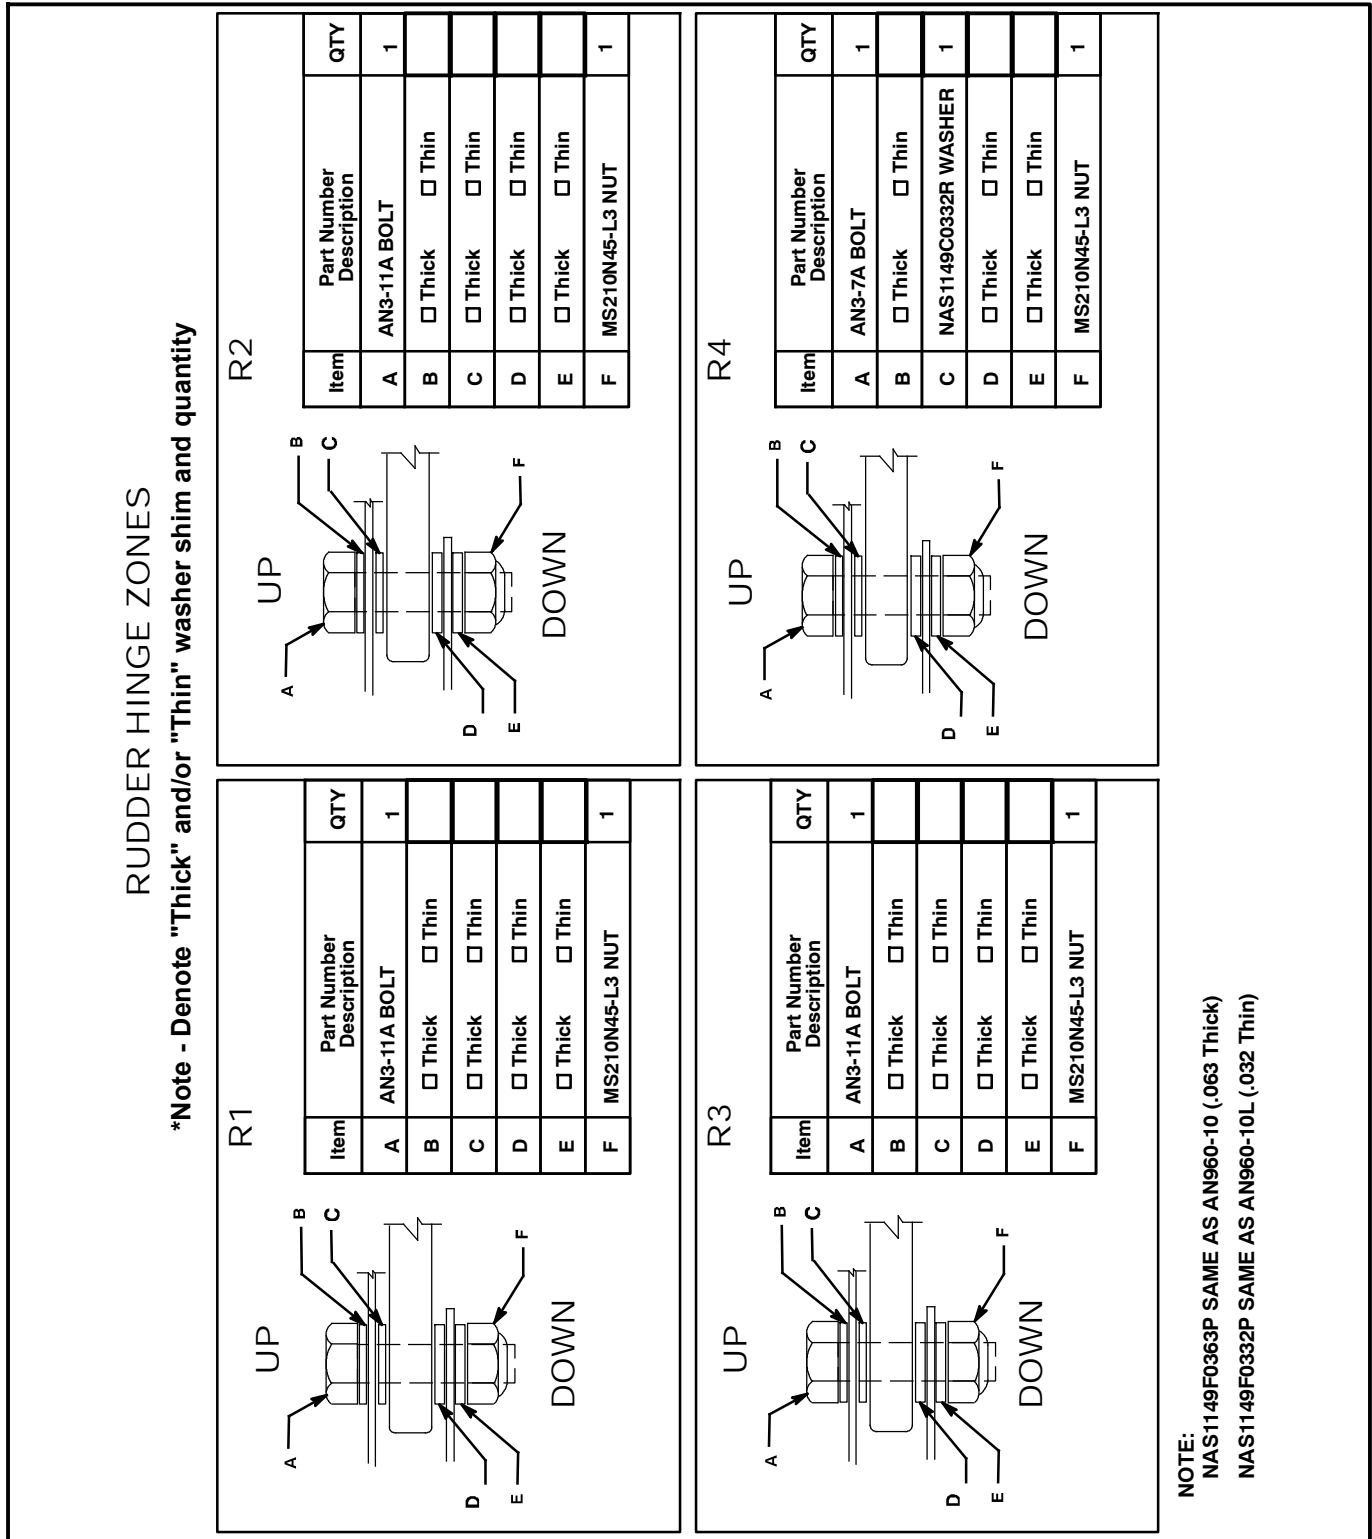 RUDDER HINGE ZONES
*Note - Denote "Thick" and/or "Thin" washer shim and quantity
R1
UP
A
B
C
D
E
F
DOWN
Item Part Number Description QTY
A AN3-11A BOLT 1
B Thick Thin
C Thick Thin
D Thick Thin
E Thick Thin
F MS210N45-L3 NUT 1
R2
UP
A
B
C
D
E
F
DOWN
Item Part Number Description QTY
A AN3-11A BOLT 1
B Thick Thin
C Thick Thin
D Thick Thin
E Thick Thin
F MS210N45-L3 NUT 1
R3
UP
A
B
C
D
E
F
DOWN
Item Part Number Description QTY
A AN3-11A BOLT 1
B Thick Thin
C Thick Thin
D Thick Thin
E Thick Thin
F MS210N45-L3 NUT 1
R4
UP
A
B
C
D
E
F
DOWN
Item Part Number Description QTY
A AN3-7A BOLT 1
B Thick Thin
C NAS1149C0332R WASHER 1
D Thick Thin
E Thick Thin
F MS210N45-L3 NUT 1
NOTE:
NAS1149F0363P SAME AS AN960-10 (.063 Thick)
NAS1149F0332P SAME AS AN960-10L (.032 Thin)